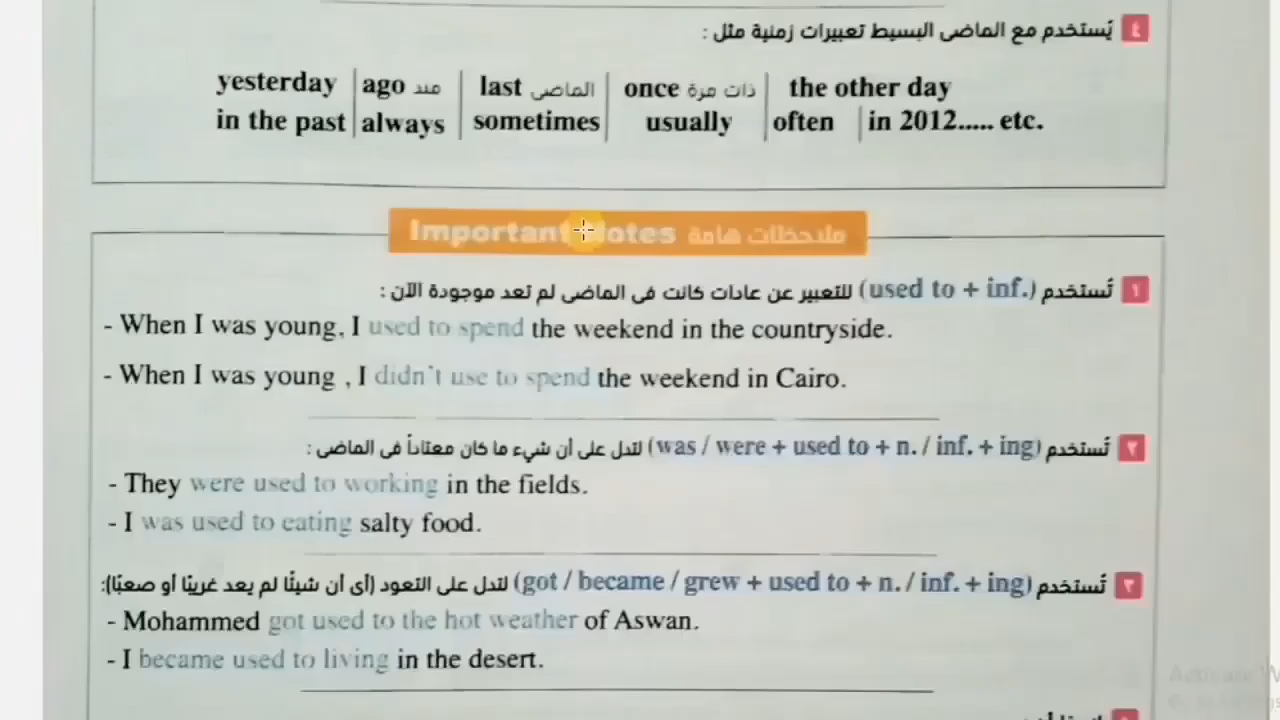 ٤ يُستخدم مع الماضى البسيط تعبيرات زمنية مثل :
yesterday | ago منذ | last الماضى | once ذات مرة | the other day
in the past | always | sometimes | usually | often | in 2012..... etc.
Important Notes ملاحظات هامة
١ تُستخدم (used to + inf.) للتعبير عن عادات كانت فى الماضى لم تعد موجودة الآن :
- When I was young, I used to spend the weekend in the countryside.
- When I was young , I didn't use to spend the weekend in Cairo.
٢ تُستخدم (was / were + used to + n. / inf. + ing) لتدل على أن شيء ما كان معتاداً فى الماضى :
- They were used to working in the fields.
- I was used to eating salty food.
٣ تُستخدم (got / became / grew + used to + n. / inf. + ing) لتدل على التعود (أى أن شيئًا لم يعد غريبًا أو صعبًا):
- Mohammed got used to the hot weather of Aswan.
- I became used to living in the desert.